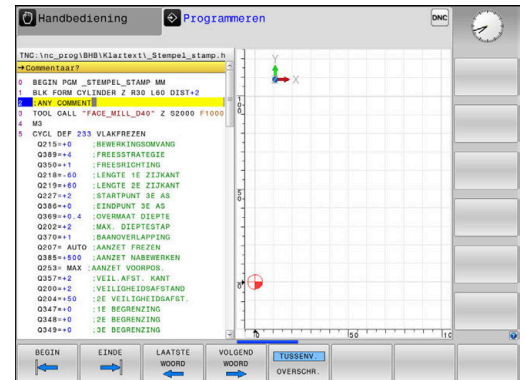 Handbediening
Programmeren
DNC
TNC:\nc_prog\BHB\Klartext\_Stempel_stamp.h
→Commentaar?
0 BEGIN PGM _STEMPEL_STAMP MM
1 BLK FORM CYLINDER Z R30 L60 DIST+2
2 ;ANY COMMENT
3 TOOL CALL "FACE_MILL_D40" Z S2000 F1000
4 M3
5 CYCL DEF 233 VLAKFREZEN
Q215=+0 ;BEWERKINGSOMVANG
Q389=+4 ;FREESSTRATEGIE
Q350=+1 ;FREESRICHTING
Q218=-60 ;LENGTE 1E ZIJKANT
Q219=+60 ;LENGTE 2E ZIJKANT
Q227=+2 ;STARTPUNT 3E AS
Q386=+0 ;EINDPUNT 3E AS
Q369=+0.4 ;OVERMAAT DIEPTE
Q202=+2 ;MAX. DIEPTESTAP
Q370=+1 ;BAANOVERLAPPING
Q207= AUTO ;AANZET FREZEN
Q385=+500 ;AANZET NABEWERKEN
Q253= MAX ;AANZET VOORPOS.
Q357=+2 ;VEIL.AFST. KANT
Q200=+2 ;VEILIGHEIDSAFSTAND
Q204=+50 ;2E VEILIGHEIDSAFST.
Q347=+0 ;1E BEGRENZING
Q348=+0 ;2E BEGRENZING
Q349=+0 ;3E BEGRENZING
Y
X
100
50
0
0
50
BEGIN
EINDE
LAATSTE WOORD
VOLGEND WOORD
TUSSENV.
OVERSCHR.